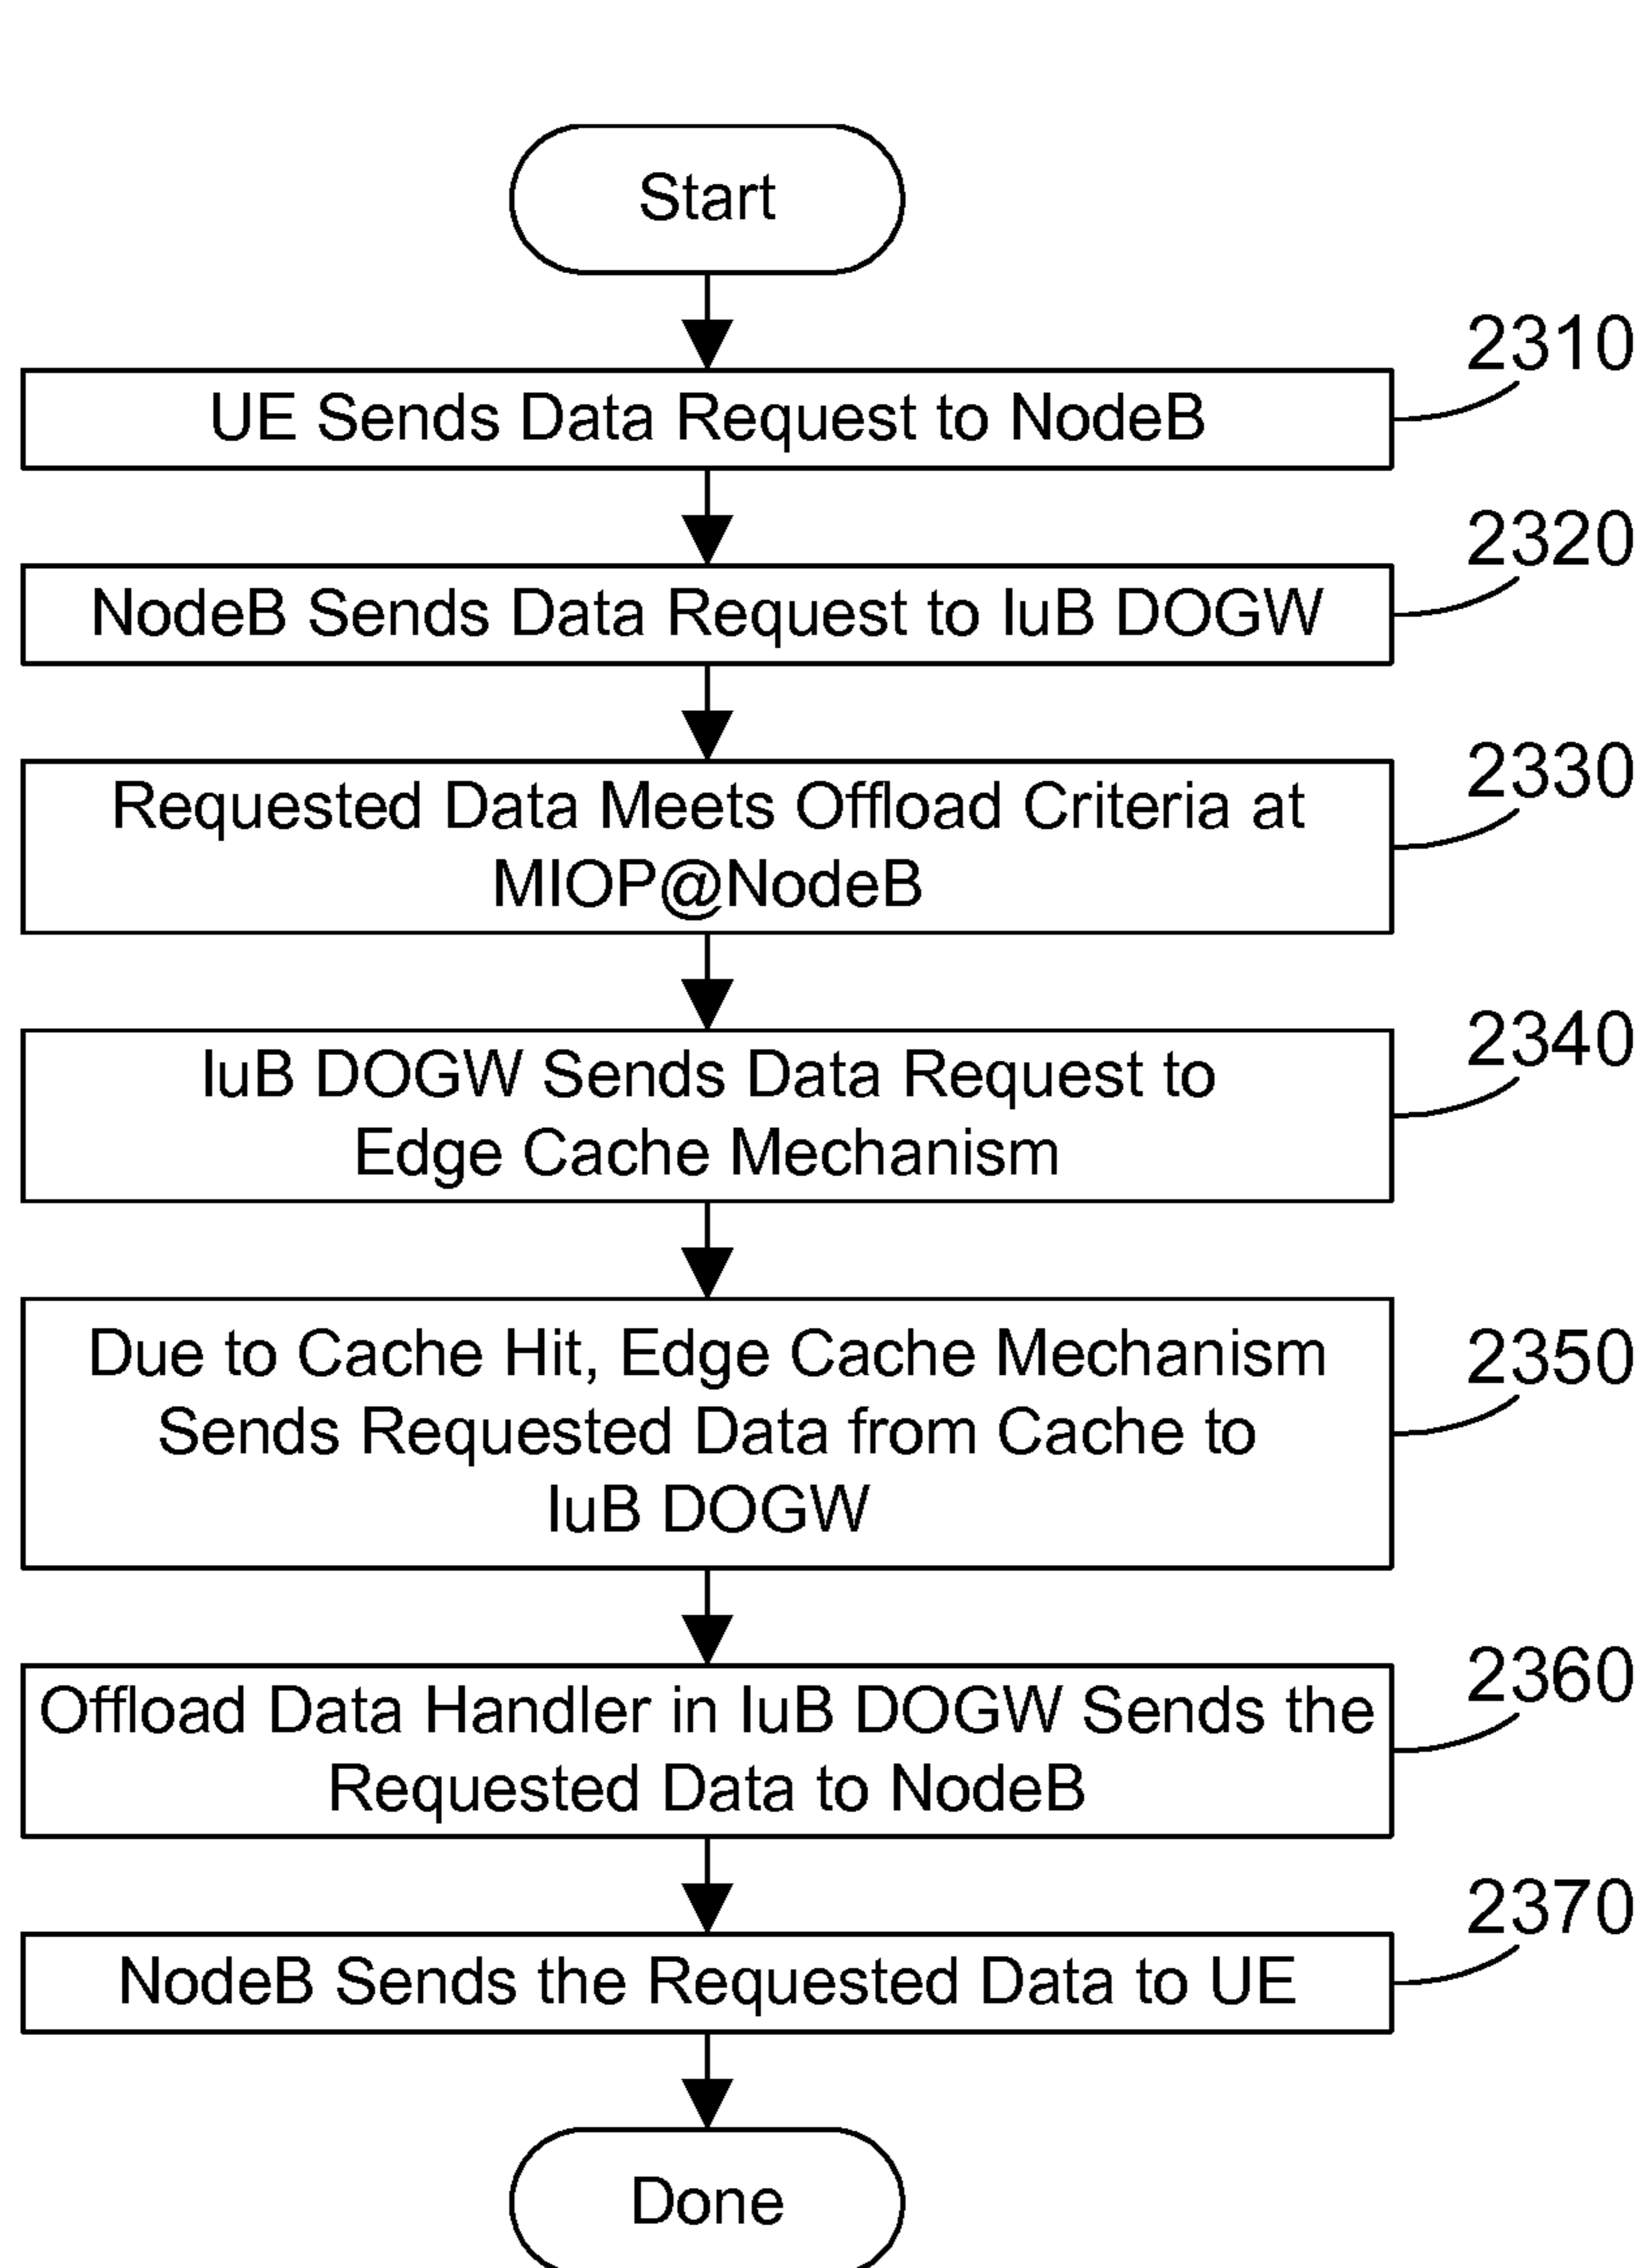 Start
2310
UE Sends Data Request to NodeB
2320
NodeB Sends Data Request to IuB DOGW
2330
Requested Data Meets Offload Criteria at
MIOP@NodeB
2340
IuB DOGW Sends Data Request to
Edge Cache Mechanism
2350
Due to Cache Hit, Edge Cache Mechanism
Sends Requested Data from Cache to
IuB DOGW
2360
Offload Data Handler in IuB DOGW Sends the
Requested Data to NodeB
2370
NodeB Sends the Requested Data to UE
Done